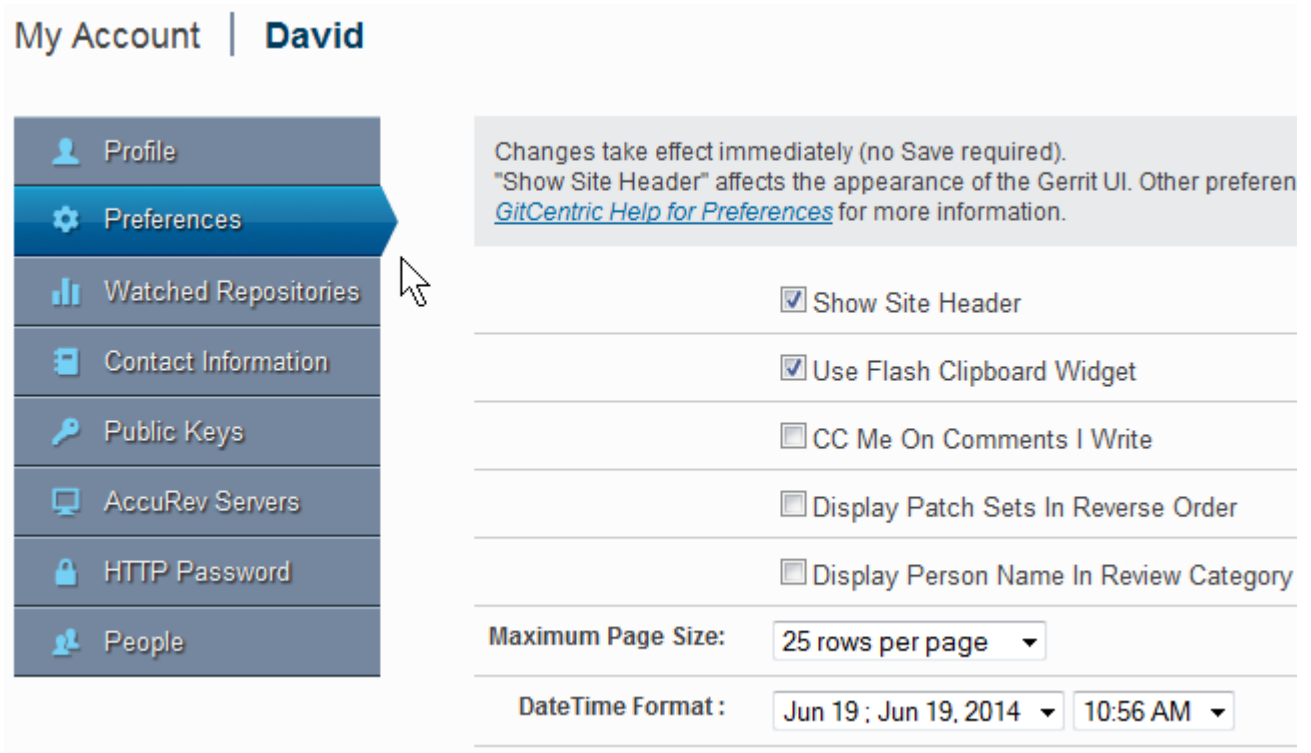 My Account | David
Profile
Preferences
Watched Repositories
Contact Information
Public Keys
AccuRev Servers
HTTP Password
People
Changes take effect immediately (no Save required).
"Show Site Header" affects the appearance of the Gerrit UI. Other preferen
GitCentric Help for Preferences for more information.
Show Site Header
Use Flash Clipboard Widget
CC Me On Comments I Write
Display Patch Sets In Reverse Order
Display Person Name In Review Category
Maximum Page Size: 25 rows per page
DateTime Format : Jun 19 ; Jun 19, 2014 10:56 AM